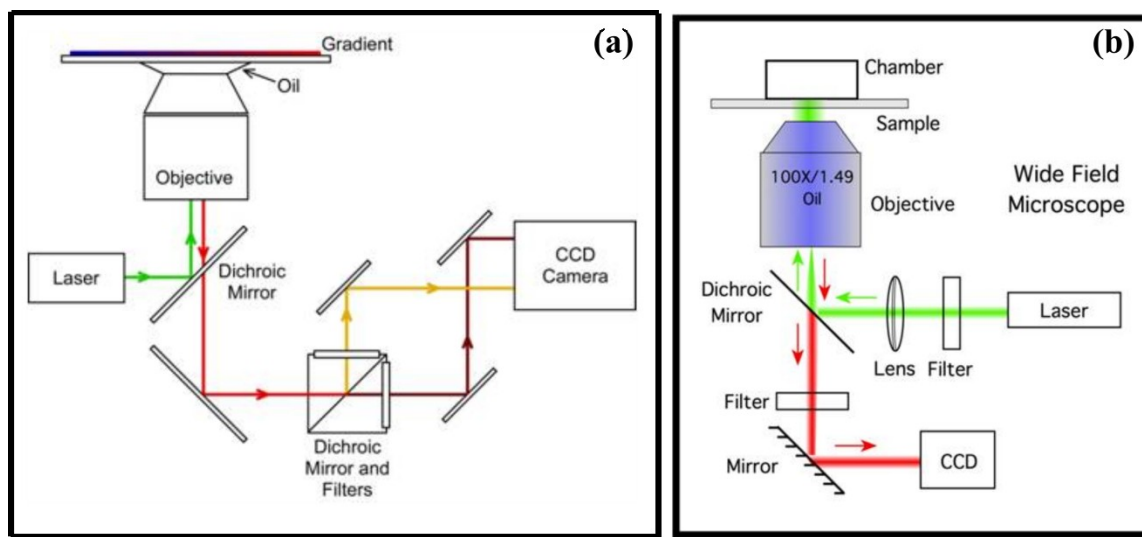 (a)
Gradient
Oil
Objective
Laser
Dichroic
Mirror
CCD
Camera
Dichroic
Mirror and
Filters
(b)
Chamber
Sample
100X/1.49
Oil
Objective
Wide Field
Microscope
Dichroic
Mirror
Laser
Lens
Filter
Filter
Mirror
CCD